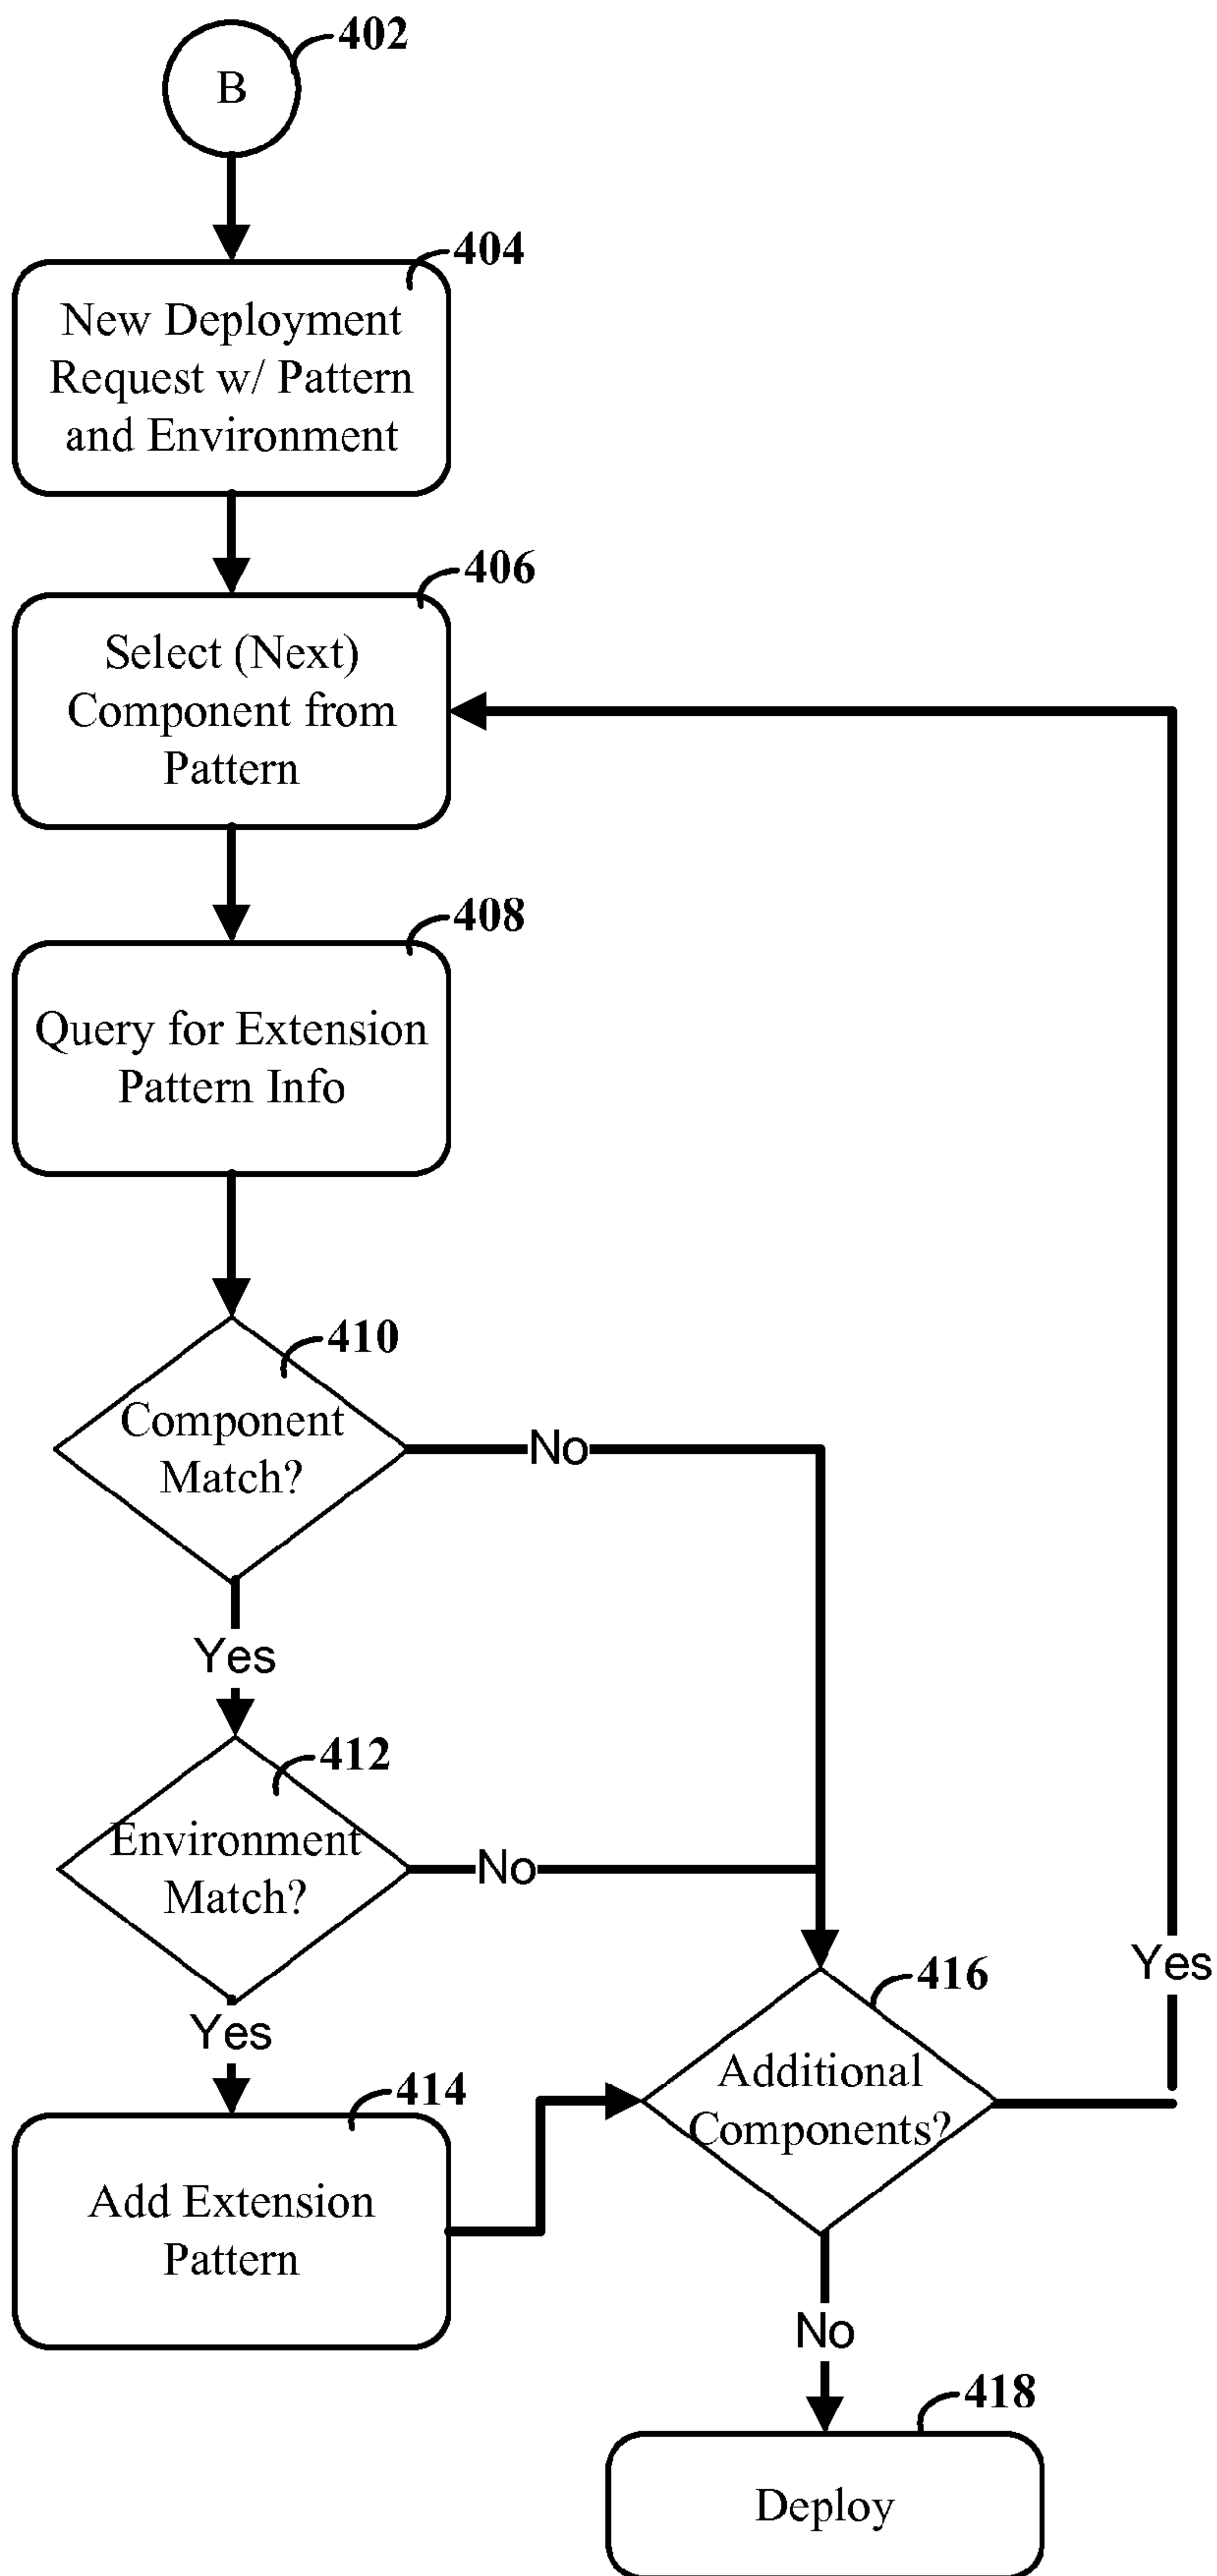 402
B
404
New Deployment
Request w/ Pattern
and Environment
406
Select (Next)
Component from
Pattern
408
Query for Extension
Pattern Info
410
Component
Match?
No
Yes
412
Environment
Match?
No
Yes
414
Add Extension
Pattern
416
Additional
Components?
Yes
No
418
Deploy